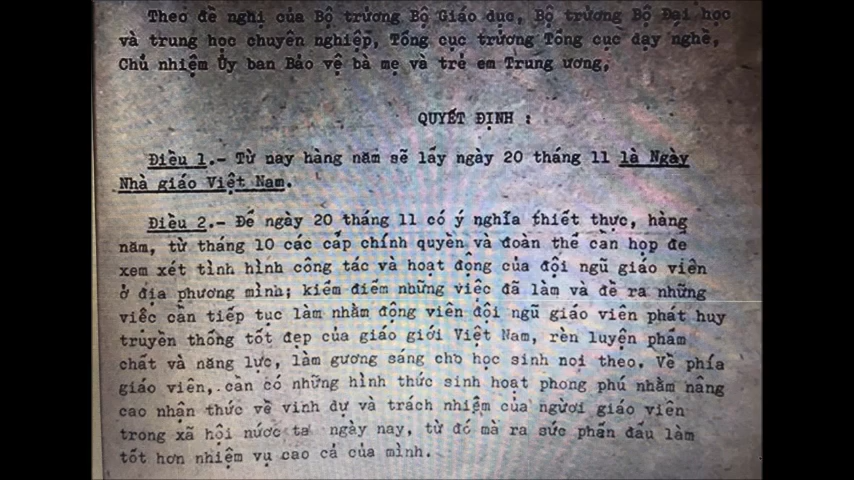 Theo đề nghị của Bộ trưởng Bộ Giáo dục, Bộ trưởng Bộ Đại học
và trung học chuyên nghiệp, Tổng cục trưởng Tổng cục dạy nghề,
Chủ nhiệm Ủy ban Bảo vệ bà mẹ và trẻ em Trung ương,
QUYẾT ĐỊNH :
Điều 1.- Từ nay hàng năm sẽ lấy ngày 20 tháng 11 là Ngày
Nhà giáo Việt Nam.
Điều 2.- Để ngày 20 tháng 11 có ý nghĩa thiết thực, hàng
năm, từ tháng 10 các cấp chính quyền và đoàn thể cần họp để
xem xét tình hình công tác và hoạt động của đội ngũ giáo viên
ở địa phương mình; kiểm điểm những việc đã làm và đề ra những
việc cần tiếp tục làm nhằm động viên đội ngũ giáo viên phát huy
truyền thống tốt đẹp của giáo giới Việt Nam, rèn luyện phẩm
chất và năng lực, làm gương sáng cho học sinh noi theo. Về phía
giáo viên, cần có những hình thức sinh hoạt phong phú nhằm nâng
cao nhận thức về vinh dự và trách nhiệm của người giáo viên
trong xã hội nước ta ngày nay, từ đó mà ra sức phấn đấu làm
tốt hơn nhiệm vụ cao cả của mình.